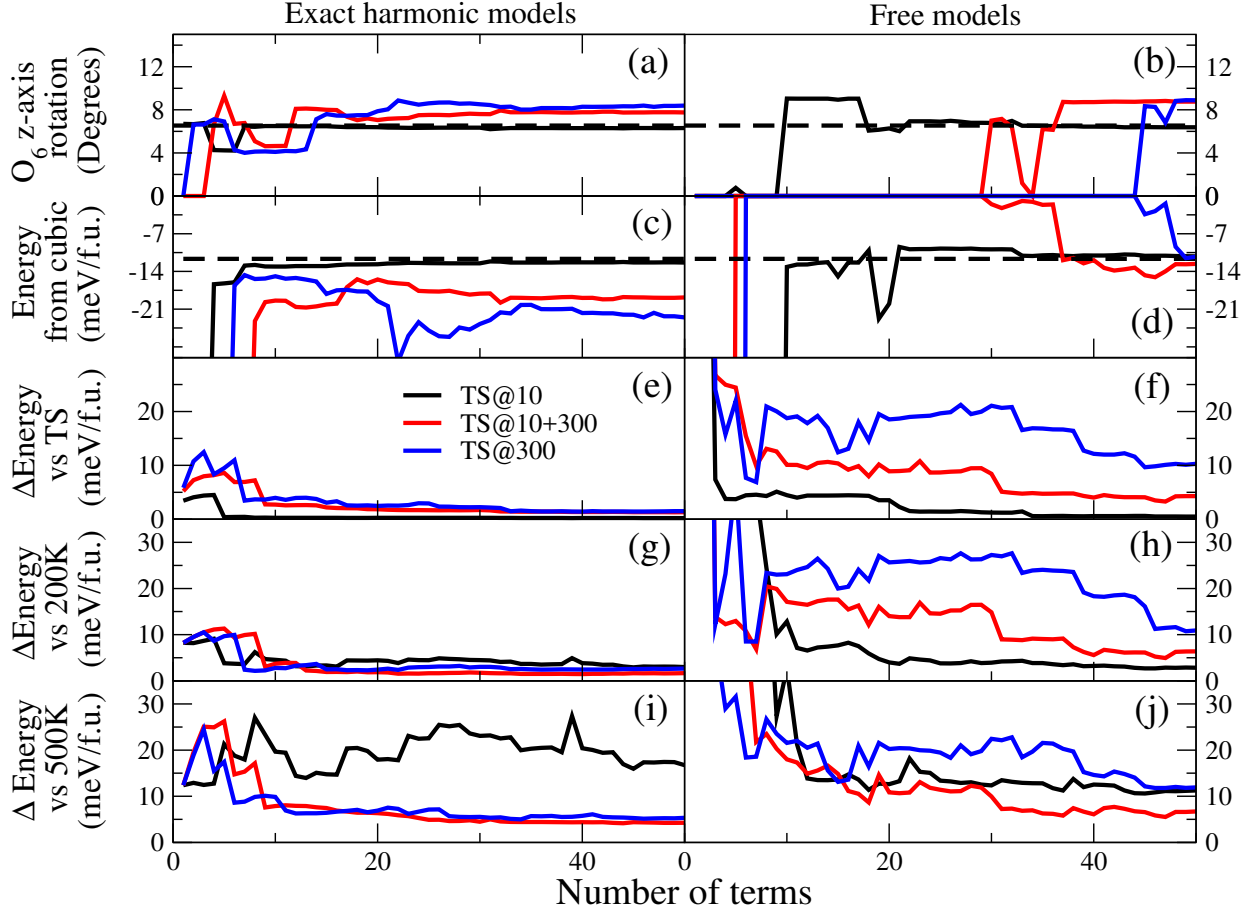 Exact harmonic models
Free models
O6 z-axis
rotation
(Degrees)
12
8
4
0
(a)
(b)
12
8
4
0
Energy
from cubic
(meV/f.u.)
-7
-14
-21
(c)
(d)
-7
-14
-21
ΔEnergy
vs TS
(meV/f.u.)
20
10
0
(e)
TS@10
TS@10+300
TS@300
(f)
20
10
0
ΔEnergy
vs 200K
(meV/f.u.)
30
20
10
0
(g)
(h)
30
20
10
0
Δ Energy
vs 500K
(meV/f.u.)
30
20
10
0
(i)
(j)
30
20
10
0
0 20 40 0 20 40
Number of terms